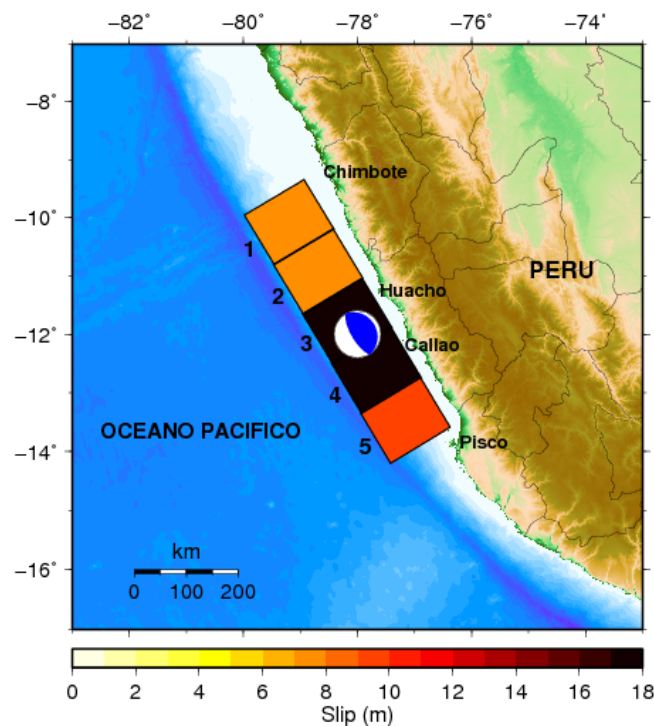 −82° −80° −78° −76° −74°
−8°
Chimbote
−10°
1
PERU
2
Huacho
−12°
3
Callao
4
OCEANO PACIFICO
5
Pisco
−14°
km
0 100 200
−16°
0 2 4 6 8 10 12 14 16 18
Slip (m)